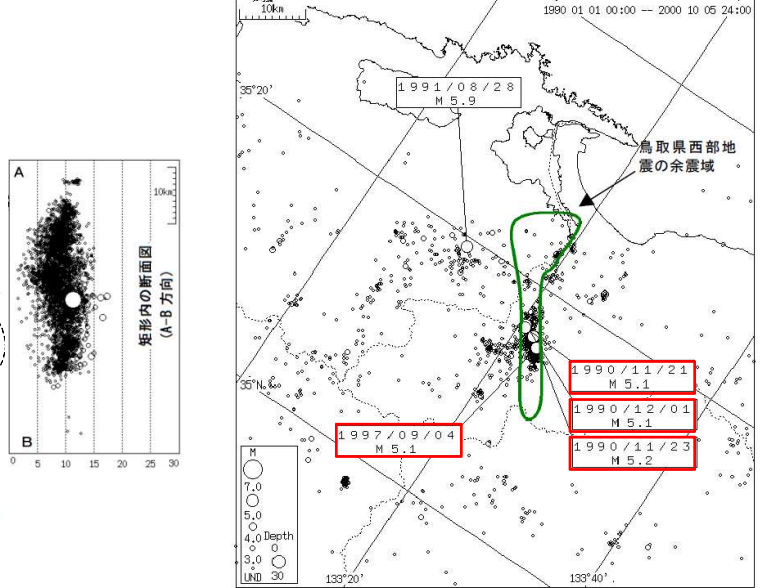 10km
1990 01 01 00:00 -- 2000 10 05 24:00
35°20'
1991/08/28
M 5.9
鳥取県西部地
震の余震域
A
10km
矩形内の断面図
(A-B 方向)
B
0 5 10 15 20 25 30
35°N
1990/11/21
M 5.1
1990/12/01
M 5.1
1990/11/23
M 5.2
1997/09/04
M 5.1
M
7.0
5.0
4.0
3.0
UND
Depth
0
30
133°20'
133°40'